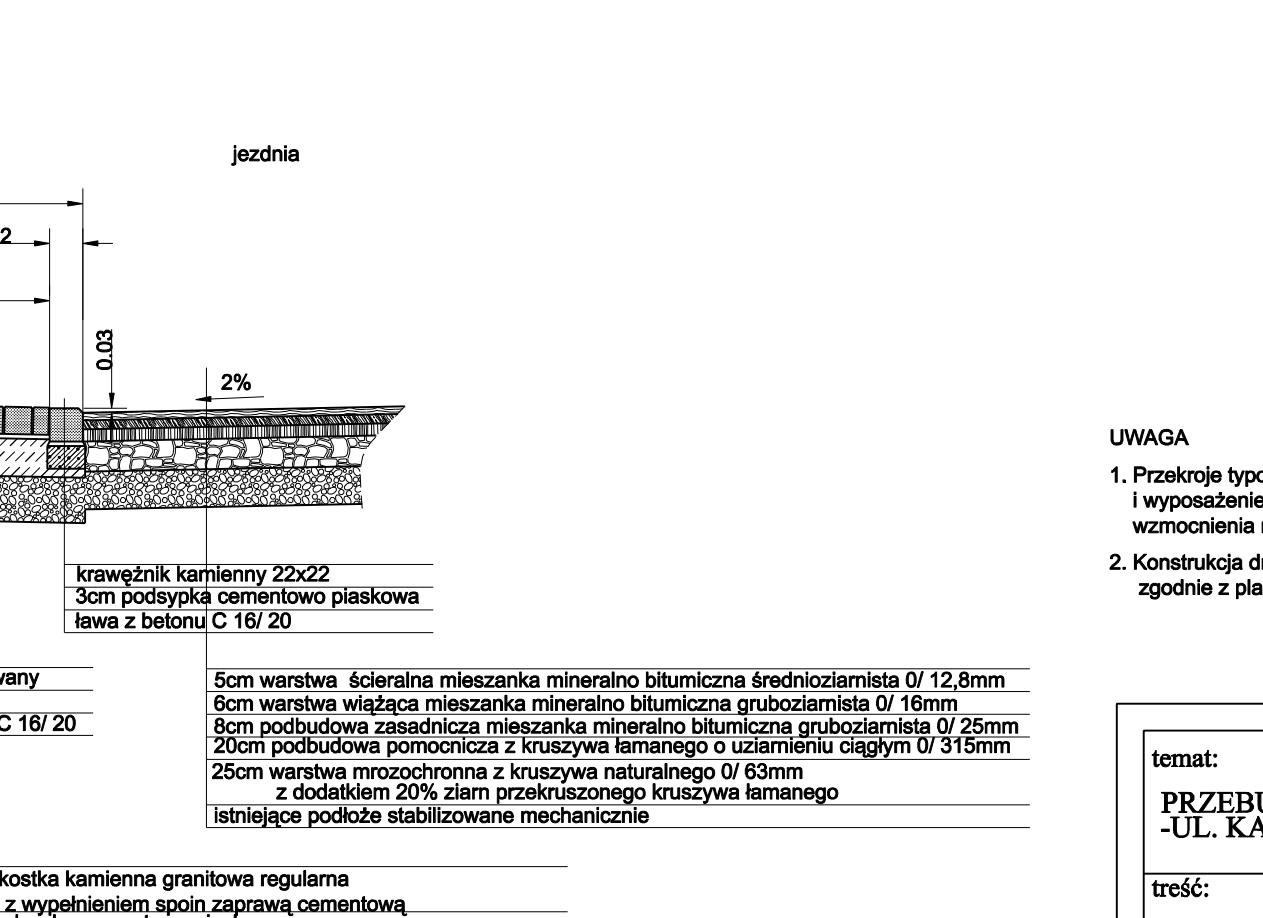 jezdnia
2
0.03
2%
krawężnik kamienny 22x22
3cm podsypka cementowo piaskowa
ława z betonu C 16/ 20
wany
C 16/ 20
5cm warstwa ścieralna mieszanka mineralno bitumiczna średnioziarnista 0/ 12,8mm
6cm warstwa wiążąca mieszanka mineralno bitumiczna gruboziarnista 0/ 16mm
8cm podbudowa zasadnicza mieszanka mineralno bitumiczna gruboziarnista 0/ 25mm
20cm podbudowa pomocnicza z kruszywa łamanego o uziarnieniu ciągłym 0/ 315mm
25cm warstwa mrozochronna z kruszywa naturalnego 0/ 63mm
z dodatkiem 20% ziarn przekruszonego kruszywa łamanego
istniejące podłoże stabilizowane mechanicznie
kostka kamienna granitowa regularna
z wypełnieniem spoin zaprawą cementową
UWAGA
1. Przekroje typo
i wyposażenie
wzmocnienia
2. Konstrukcja d
zgodnie z pla
temat:
PRZEBU
-UL. KA
treść: